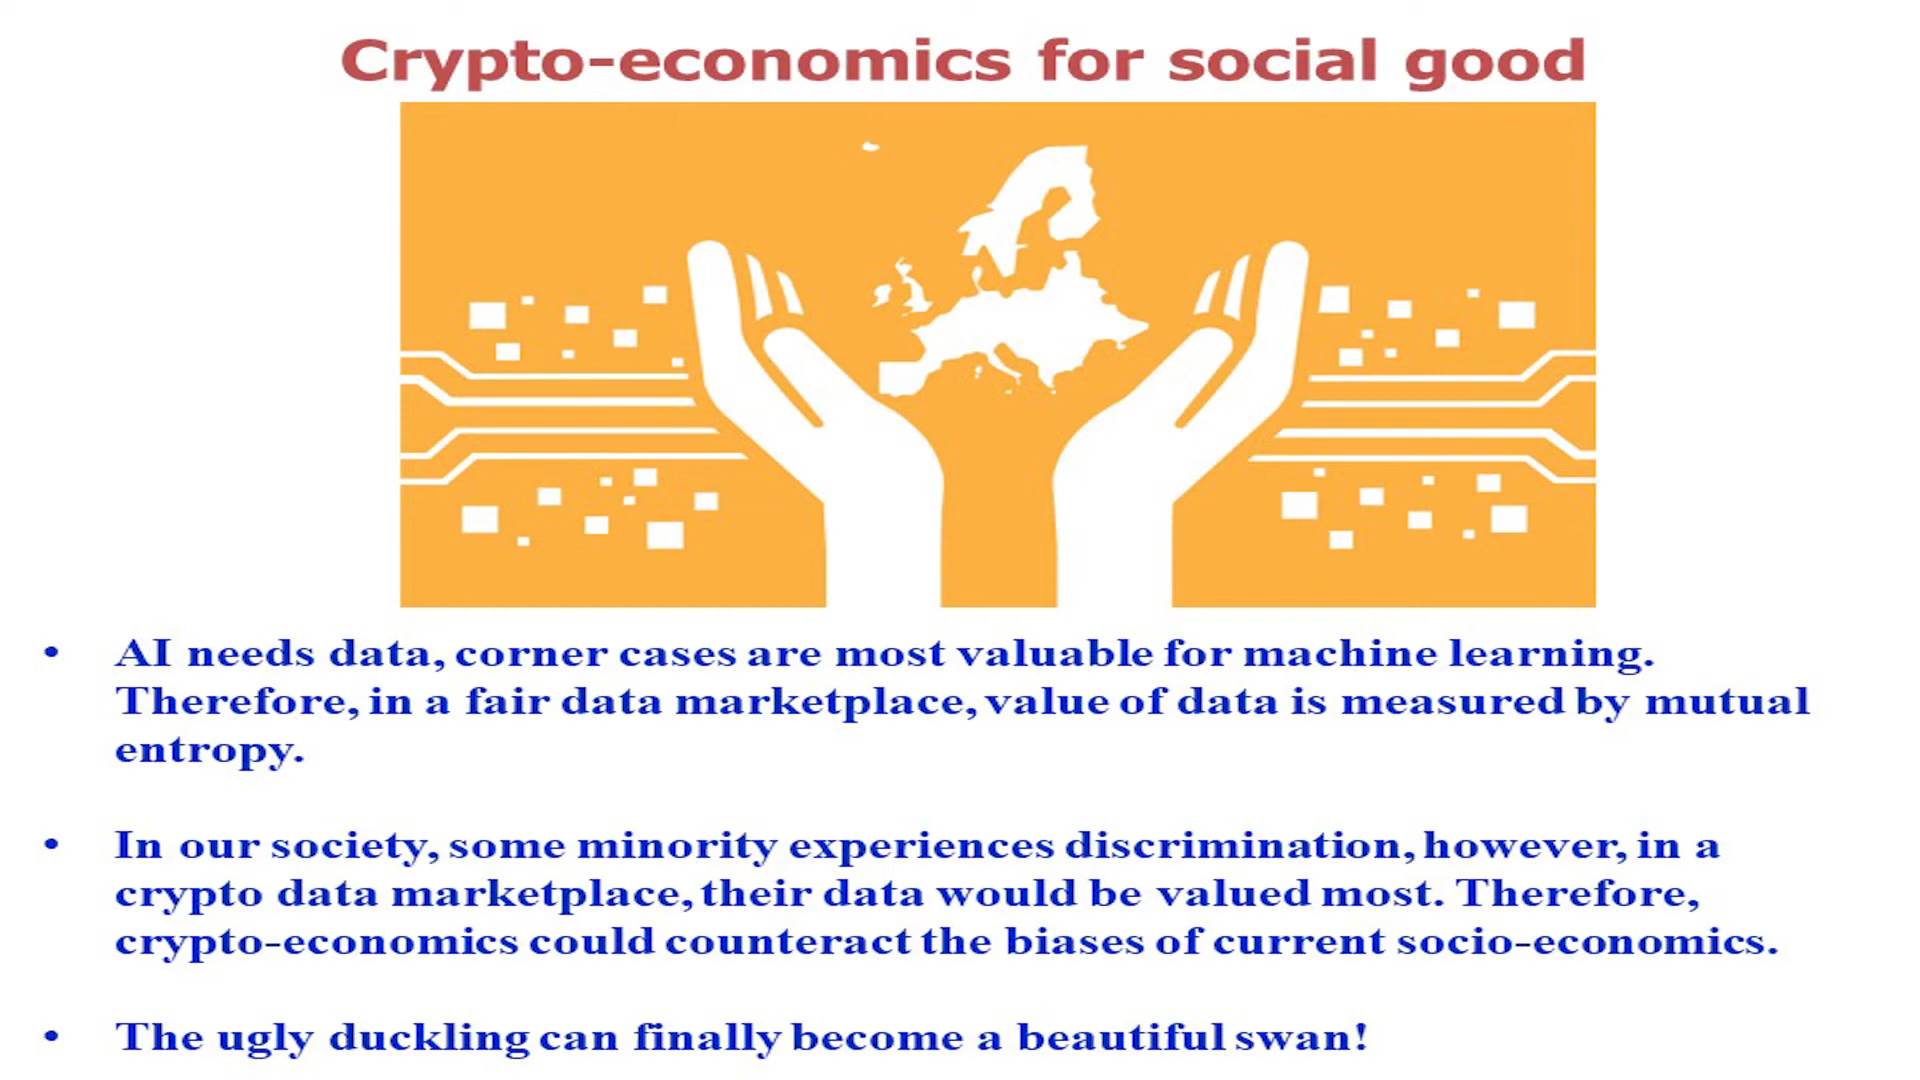 Crypto-economics for social good
• AI needs data, corner cases are most valuable for machine learning.
Therefore, in a fair data marketplace, value of data is measured by mutual
entropy.
• In our society, some minority experiences discrimination, however, in a
crypto data marketplace, their data would be valued most. Therefore,
crypto-economics could counteract the biases of current socio-economics.
• The ugly duckling can finally become a beautiful swan!